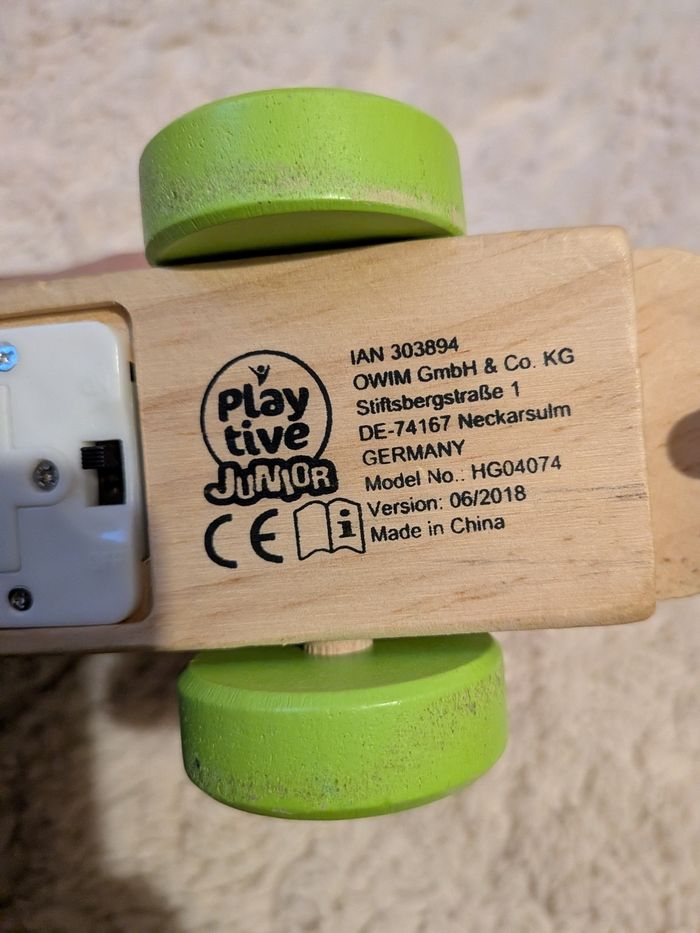 Play
tive
JUNIOR
CE
i
IAN 303894
OWIM GmbH & Co. KG
Stiftsbergstraße 1
DE-74167 Neckarsulm
GERMANY
Model No.: HG04074
Version: 06/2018
Made in China